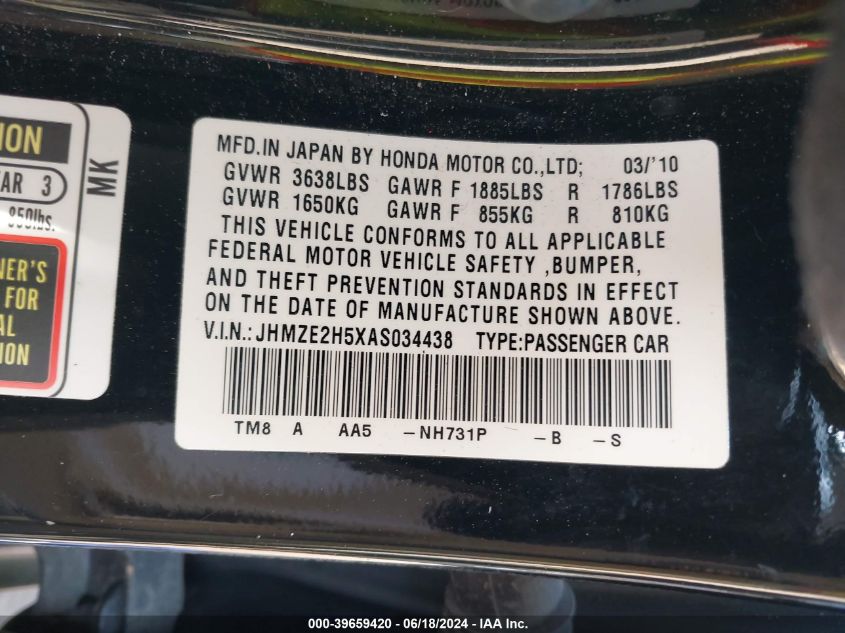 ION
AR 3
850lbs.
MK
NER'S
FOR
AL
ION
MFD.IN JAPAN BY HONDA MOTOR CO.,LTD; 03/'10
GVWR 3638LBS GAWR F 1885LBS R 1786LBS
GVWR 1650KG GAWR F 855KG R 810KG
THIS VEHICLE CONFORMS TO ALL APPLICABLE
FEDERAL MOTOR VEHICLE SAFETY ,BUMPER,
AND THEFT PREVENTION STANDARDS IN EFFECT
ON THE DATE OF MANUFACTURE SHOWN ABOVE.
V.I.N.: JHMZE2H5XAS034438 TYPE:PASSENGER CAR
TM8 A AA5 -NH731P -B -S
000-39659420 - 06/18/2024 - IAA Inc.